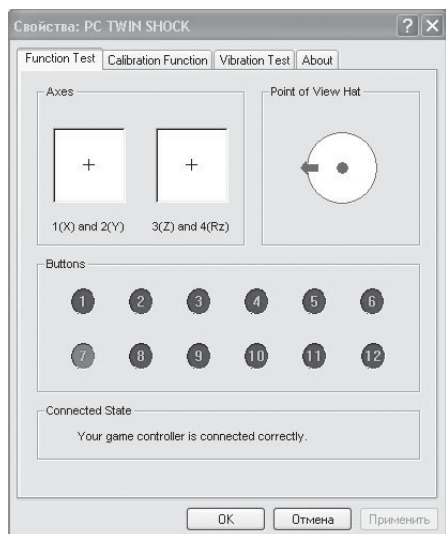 Свойства: PC TWIN SHOCK
Function Test Calibration Function Vibration Test About
Axes
Point of View Hat
1(X) and 2(Y) 3(Z) and 4(Rz)
Buttons
1 2 3 4 5 6
7 8 9 10 11 12
Connected State
Your game controller is connected correctly.
OK Отмена Применить